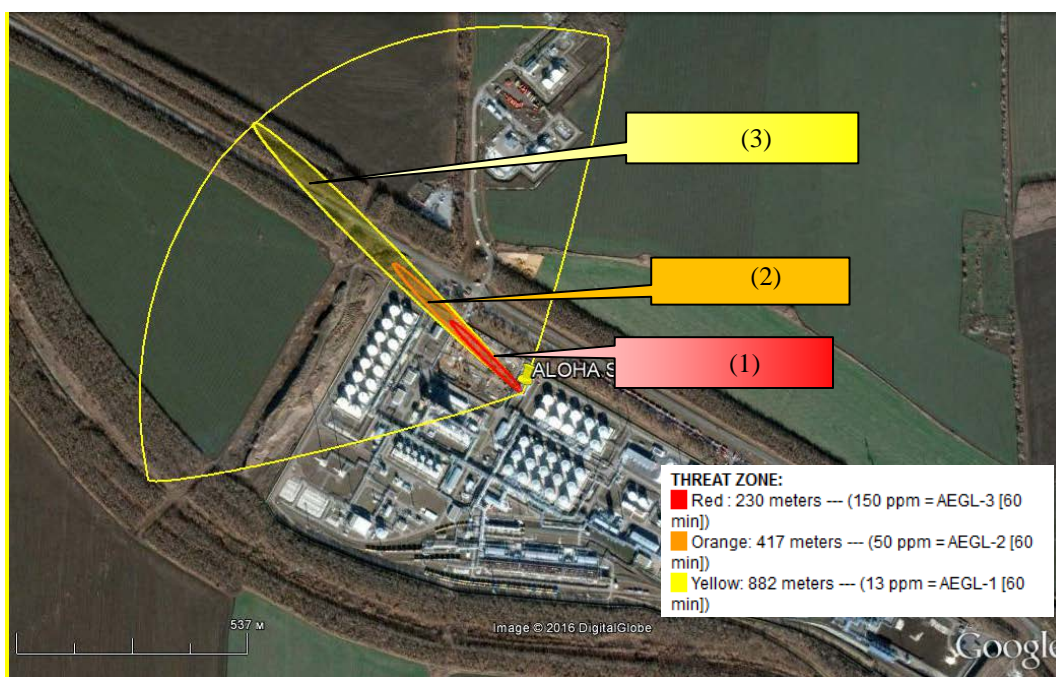 (3)
(2)
(1)
ALOHA.S
THREAT ZONE:
Red : 230 meters --- (150 ppm = AEGL-3 [60
min])
Orange: 417 meters --- (50 ppm = AEGL-2 [60
min])
Yellow: 882 meters --- (13 ppm = AEGL-1 [60
min])
537 м
Image © 2016 DigitalGlobe
Google